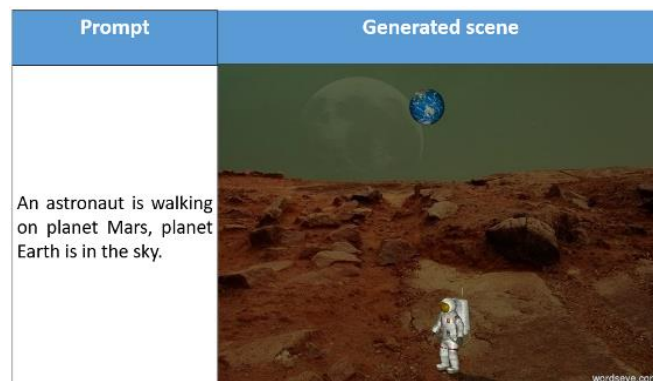 Prompt
Generated scene
An astronaut is walking
on planet Mars, planet
Earth is in the sky.
wordseye.com